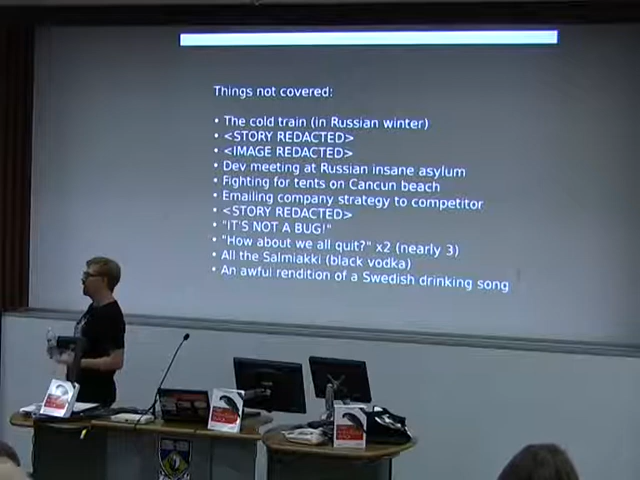 Things not covered:
• The cold train (in Russian winter)
• <STORY REDACTED>
• <IMAGE REDACTED>
• Dev meeting at Russian insane asylum
• Fighting for tents on Cancun beach
• Emailing company strategy to competitor
• <STORY REDACTED>
• "IT'S NOT A BUG!"
• "How about we all quit?" x2 (nearly 3)
• All the Salmiakki (black vodka)
• An awful rendition of a Swedish drinking song